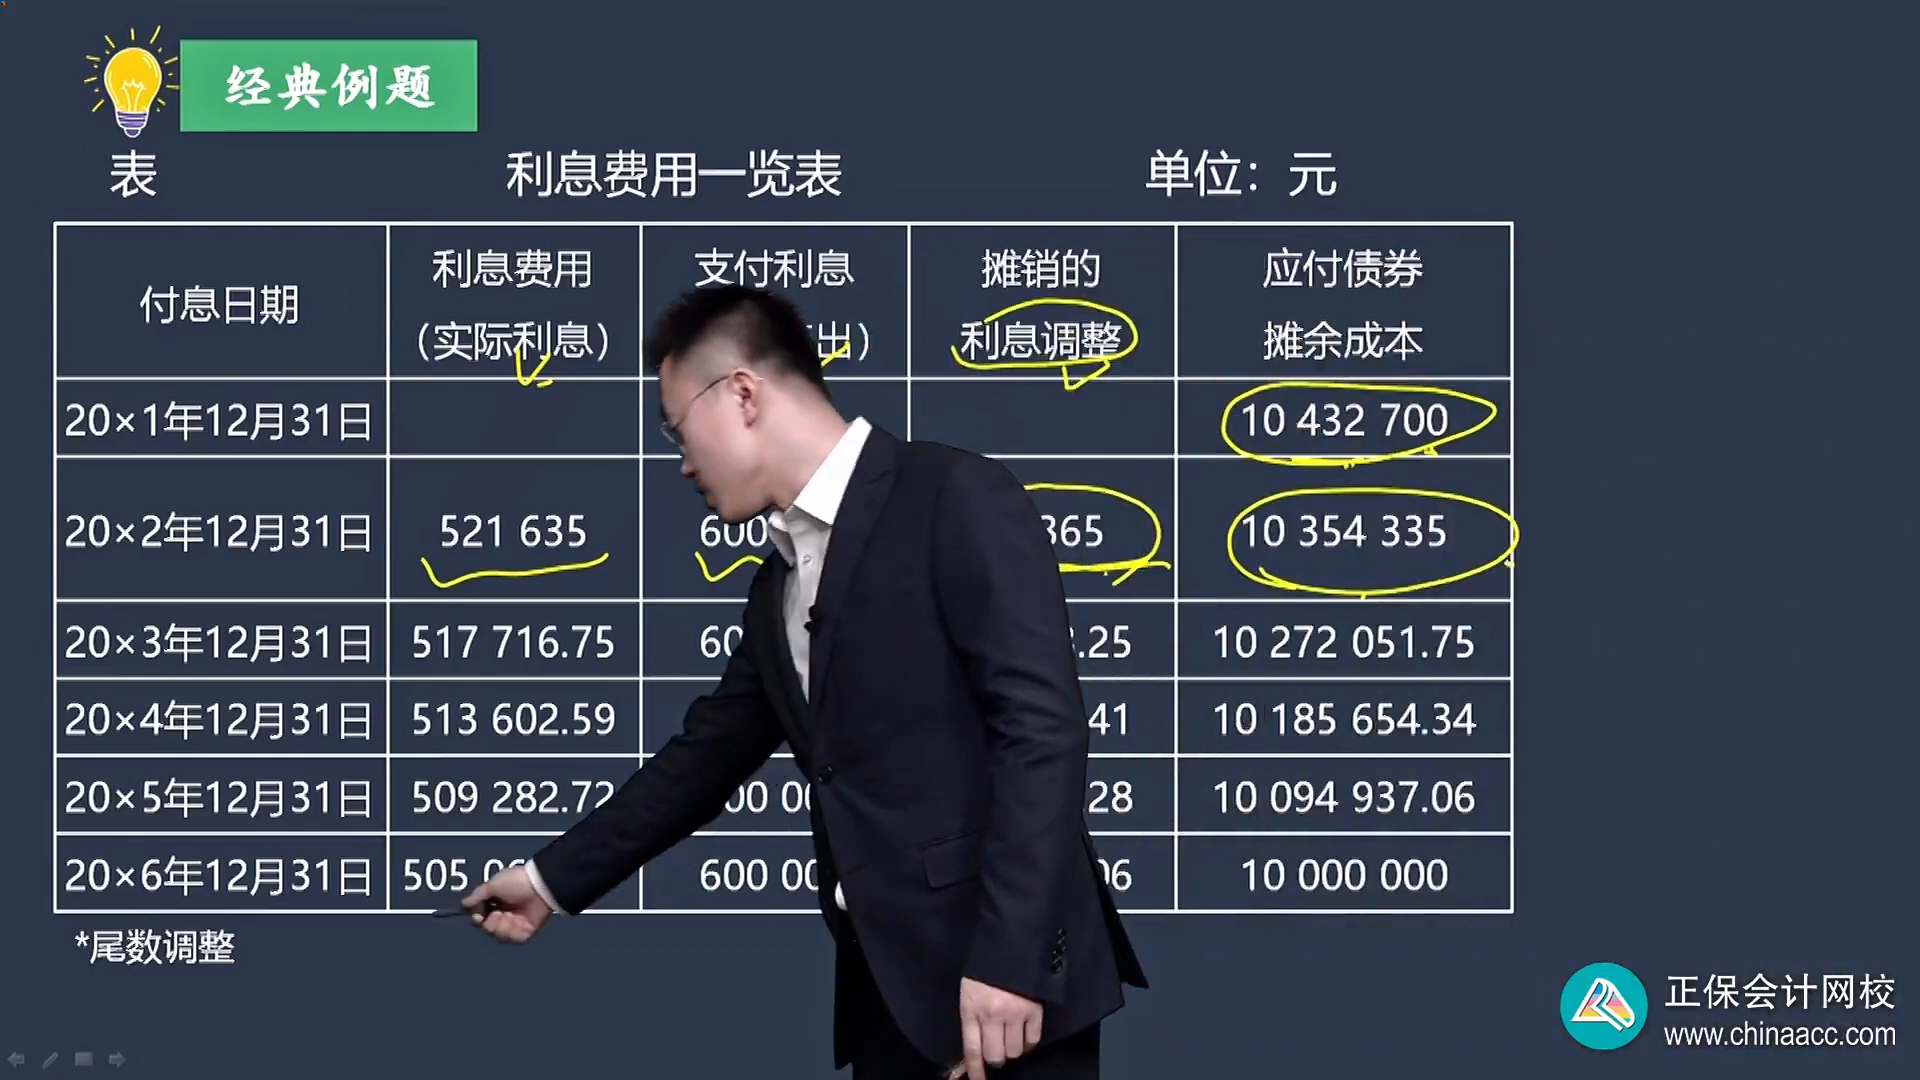 经典例题
表 利息费用一览表 单位：元
付息日期 利息费用（实际利息） 支付利息 出） 摊销的利息调整 应付债券摊余成本
20×1年12月31日 10 432 700
20×2年12月31日 521 635 600 365 10 354 335
20×3年12月31日 517 716.75 60 .25 10 272 051.75
20×4年12月31日 513 602.59 41 10 185 654.34
20×5年12月31日 509 282.72 00 00 28 10 094 937.06
20×6年12月31日 505 06 600 00 06 10 000 000
*尾数调整
正保会计网校
www.chinaacc.com